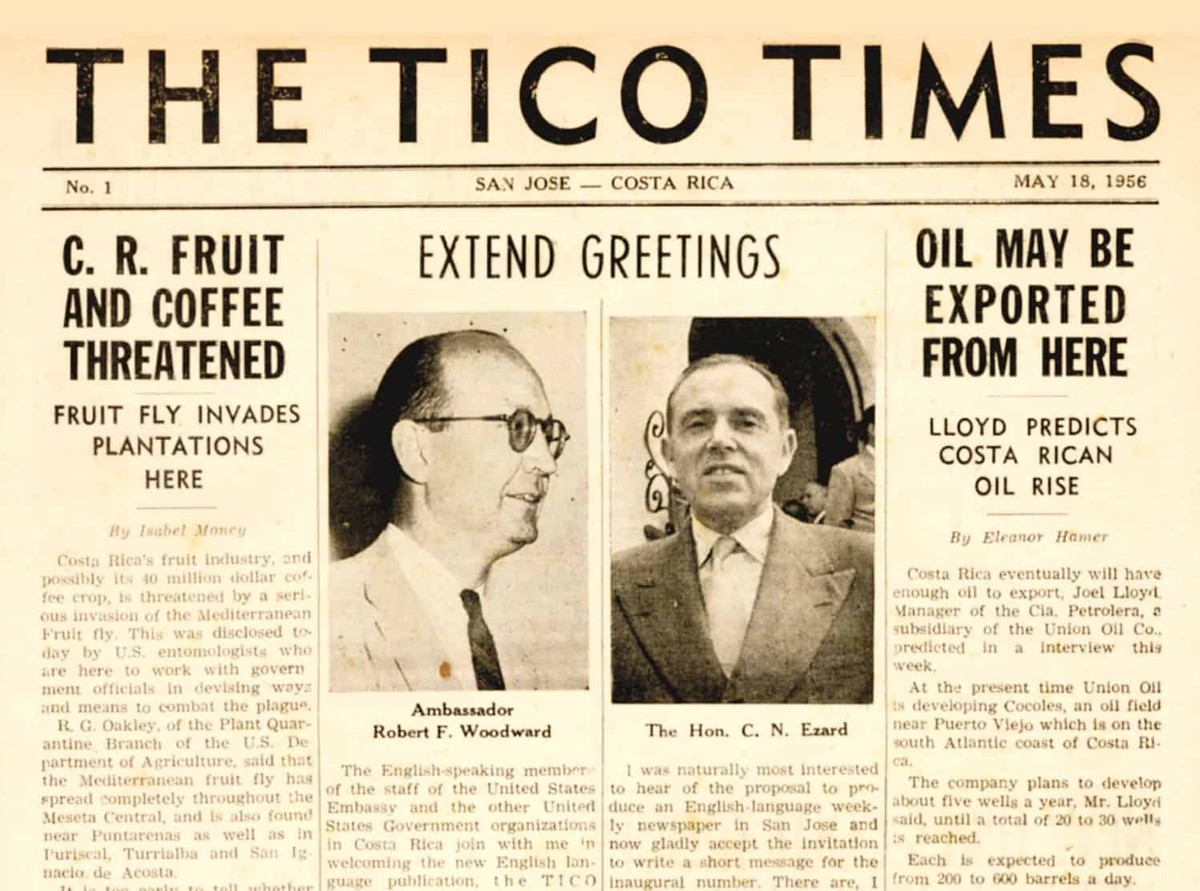 THE TICO TIMES
No. 1 SAN JOSE — COSTA RICA MAY 18, 1956
C. R. FRUIT
AND COFFEE
THREATENED
FRUIT FLY INVADES
PLANTATIONS
HERE
By Isabel Money
Costa Rica's fruit industry, and
possibly its 40 million dollar cof-
fee crop, is threatened by a seri-
ous invasion of the Mediterranean
Fruit fly. This was disclosed to-
day by U.S. entomologists who
are here to work with govern
ment officials in devising ways
and means to combat the plague.
R. G. Oakley, of the Plant Quar-
antine Branch of the U.S. De
partment of Agriculture, said that
the Mediterranean fruit fly has
spread completely throughout the
Meseta Central, and is also found
near Puntarenas as well as in
Puriscal, Turrialba and San Ig-
nacio de Acosta.
It is too early to tell whether
EXTEND GREETINGS
Ambassador
Robert F. Woodward
The English-speaking members
of the staff of the United States
Embassy and the other United
States Government organizations
in Costa Rica join with me in
welcoming the new English lan-
guage publication, the TICO
The Hon. C. N. Ezard
I was naturally most interested
to hear of the proposal to pro-
duce an English-language week-
ly newspaper in San Jose and
now gladly accept the invitation
to write a short message for the
inaugural number. There are, I
OIL MAY BE
EXPORTED
FROM HERE
LLOYD PREDICTS
COSTA RICAN
OIL RISE
By Eleanor Hamer
Costa Rica eventually will have
enough oil to export, Joel Lloyd,
Manager of the Cia. Petrolera, a
subsidiary of the Union Oil Co.,
predicted in a interview this
week.
At the present time Union Oil
is developing Cocoles, an oil field
near Puerto Viejo which is on the
south Atlantic coast of Costa Ri-
ca.
The company plans to develop
about five wells a year, Mr. Lloyd
said, until a total of 20 to 30 wells
is reached.
Each is expected to produce
from 200 to 600 barrels a day.